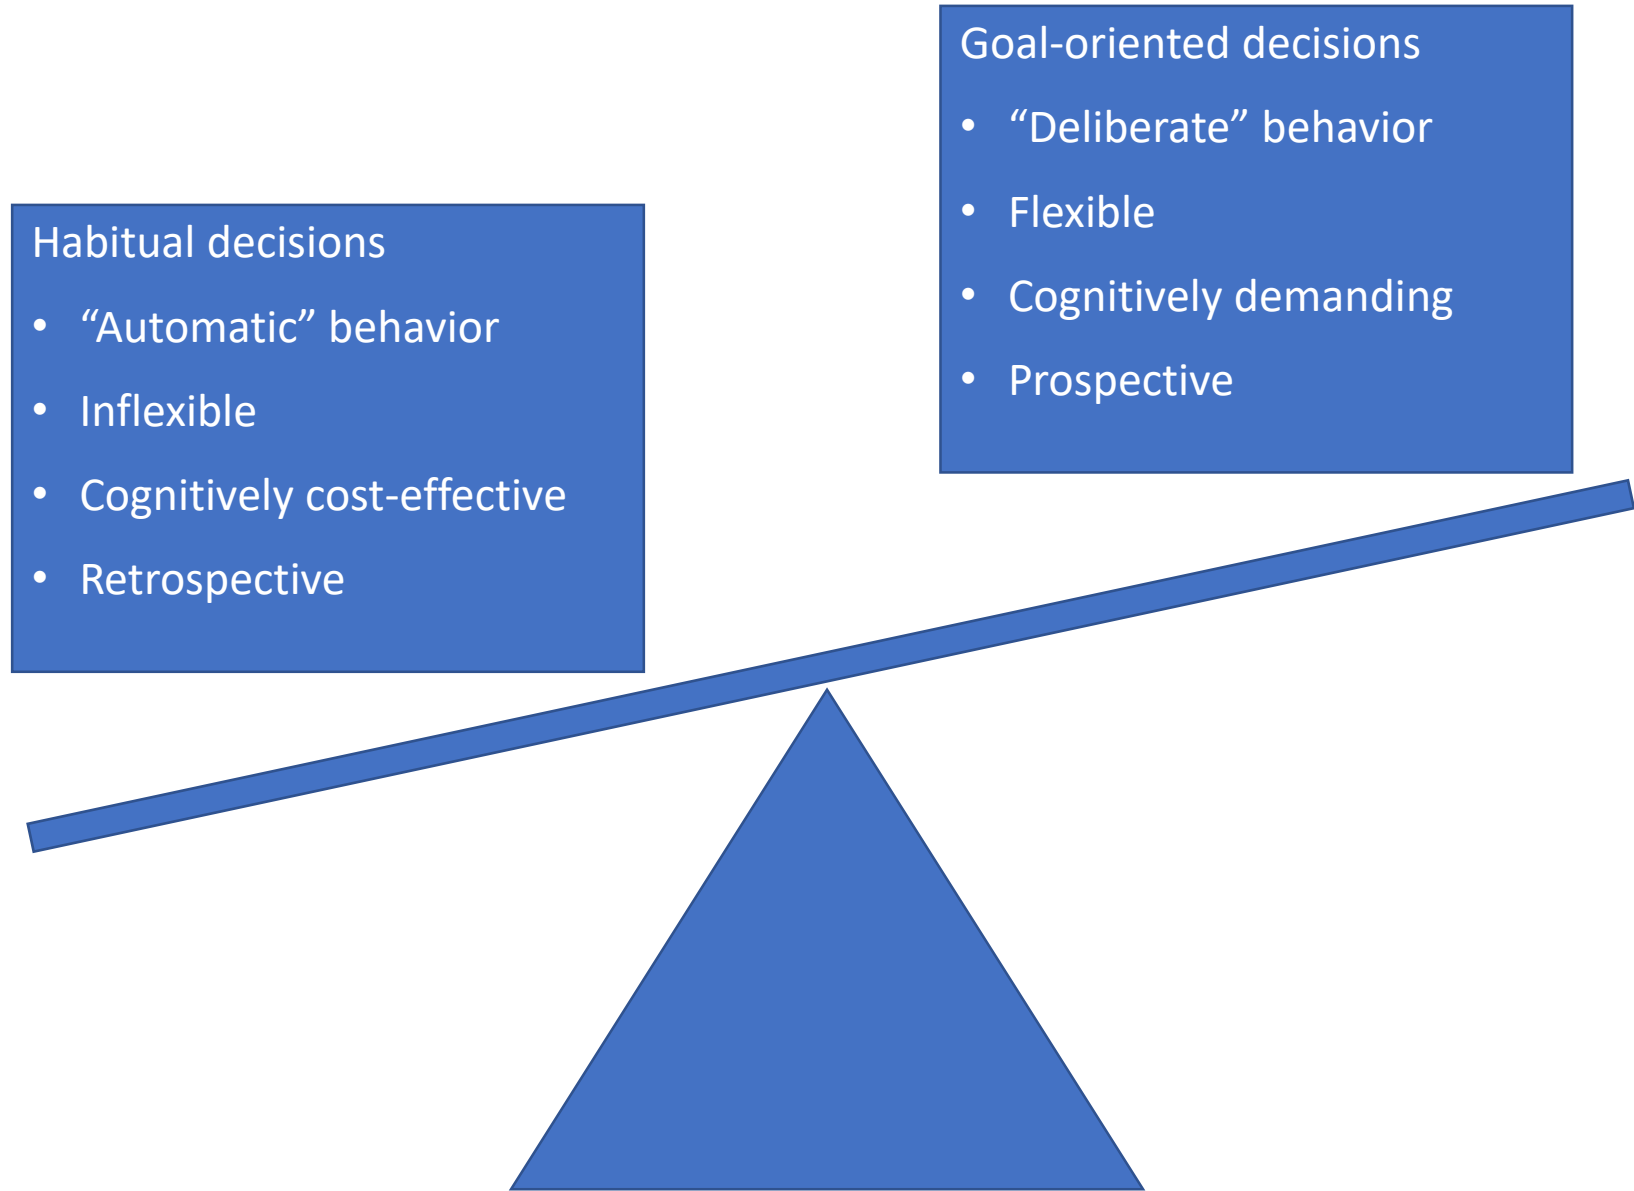 Habitual decisions
• “Automatic” behavior
• Inflexible
• Cognitively cost-effective
• Retrospective
Goal-oriented decisions
• “Deliberate” behavior
• Flexible
• Cognitively demanding
• Prospective